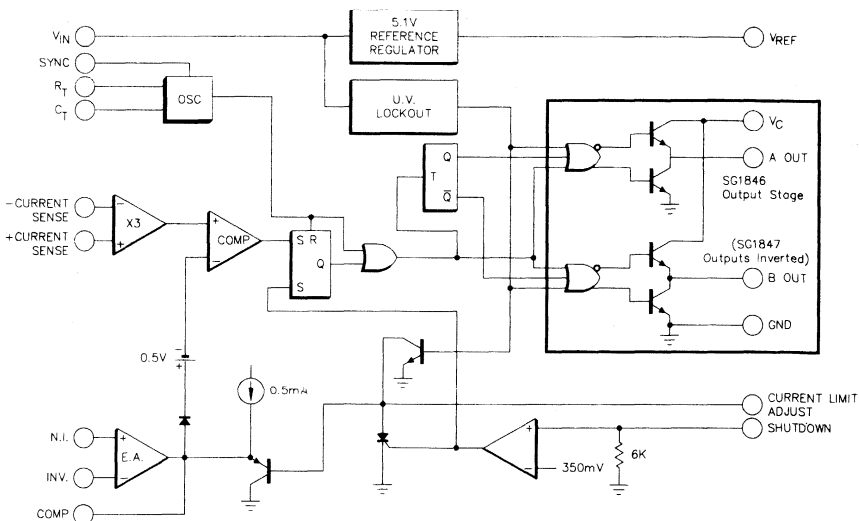 5.1V
REFERENCE
REGULATOR
VIN
VREF
SYNC
RT
CT
OSC
U.V.
LOCKOUT
VC
A OUT
SG1846
Output Stage
Q
T
Q̅
−CURRENT
SENSE
+CURRENT
SENSE
−
+
X3
+
−
COMP
S R
Q
S
(SG1847
Outputs Inverted)
B OUT
GND
0.5V
−
+
0.5mA
CURRENT LIMIT
ADJUST
SHUTDOWN
N.I.
INV.
+
−
E.A.
+
−
350mV
6K
COMP